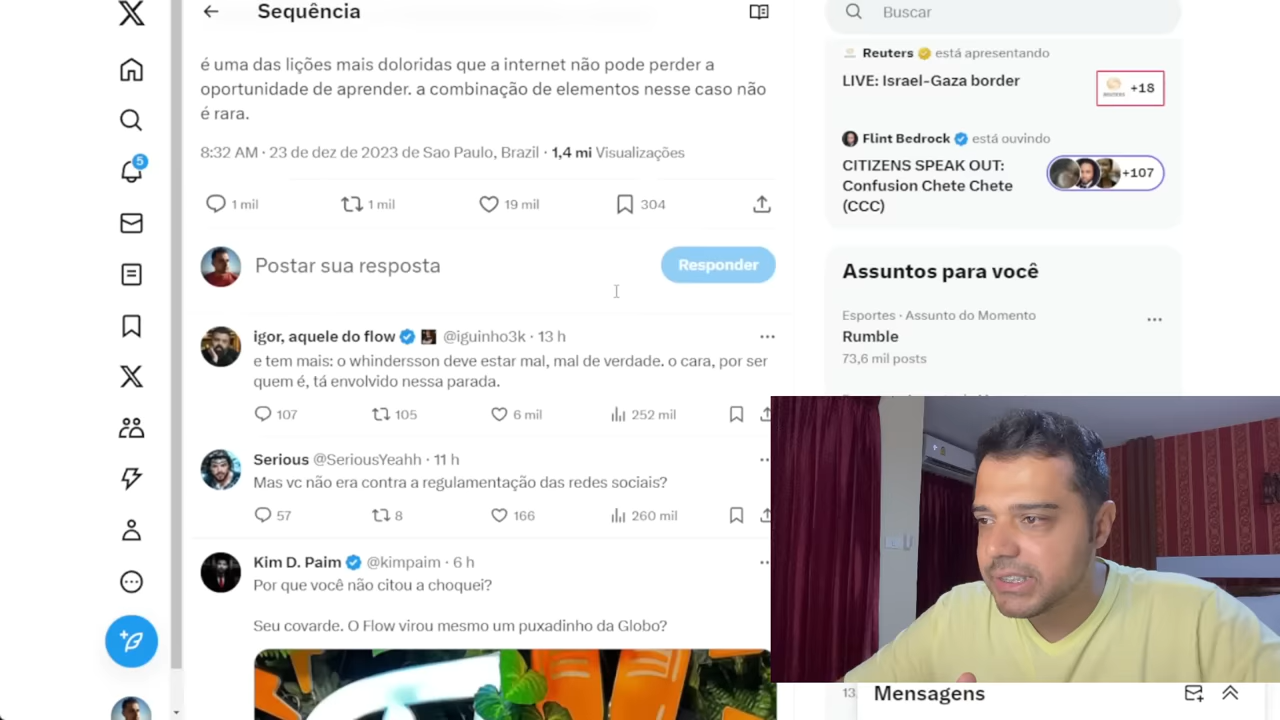 Sequência
é uma das lições mais doloridas que a internet não pode perder a
oportunidade de aprender. a combinação de elementos nesse caso não
é rara.
8:32 AM · 23 de dez de 2023 de Sao Paulo, Brazil · 1,4 mi Visualizações
1 mil 1 mil 19 mil 304
Postar sua resposta Responder
igor, aquele do flow @iguinho3k · 13 h
e tem mais: o whindersson deve estar mal, mal de verdade. o cara, por ser
quem é, tá envolvido nessa parada.
107 105 6 mil 252 mil
Serious @SeriousYeahh · 11 h
Mas vc não era contra a regulamentação das redes sociais?
57 8 166 260 mil
Kim D. Paim @kimpaim · 6 h
Por que você não citou a choquei?
Seu covarde. O Flow virou mesmo um puxadinho da Globo?
5
Buscar
Reuters está apresentando
LIVE: Israel-Gaza border
+18
Flint Bedrock está ouvindo
CITIZENS SPEAK OUT:
Confusion Chete Chete
(CCC)
+107
Assuntos para você
Esportes · Assunto do Momento
Rumble
73,6 mil posts
13
Mensagens